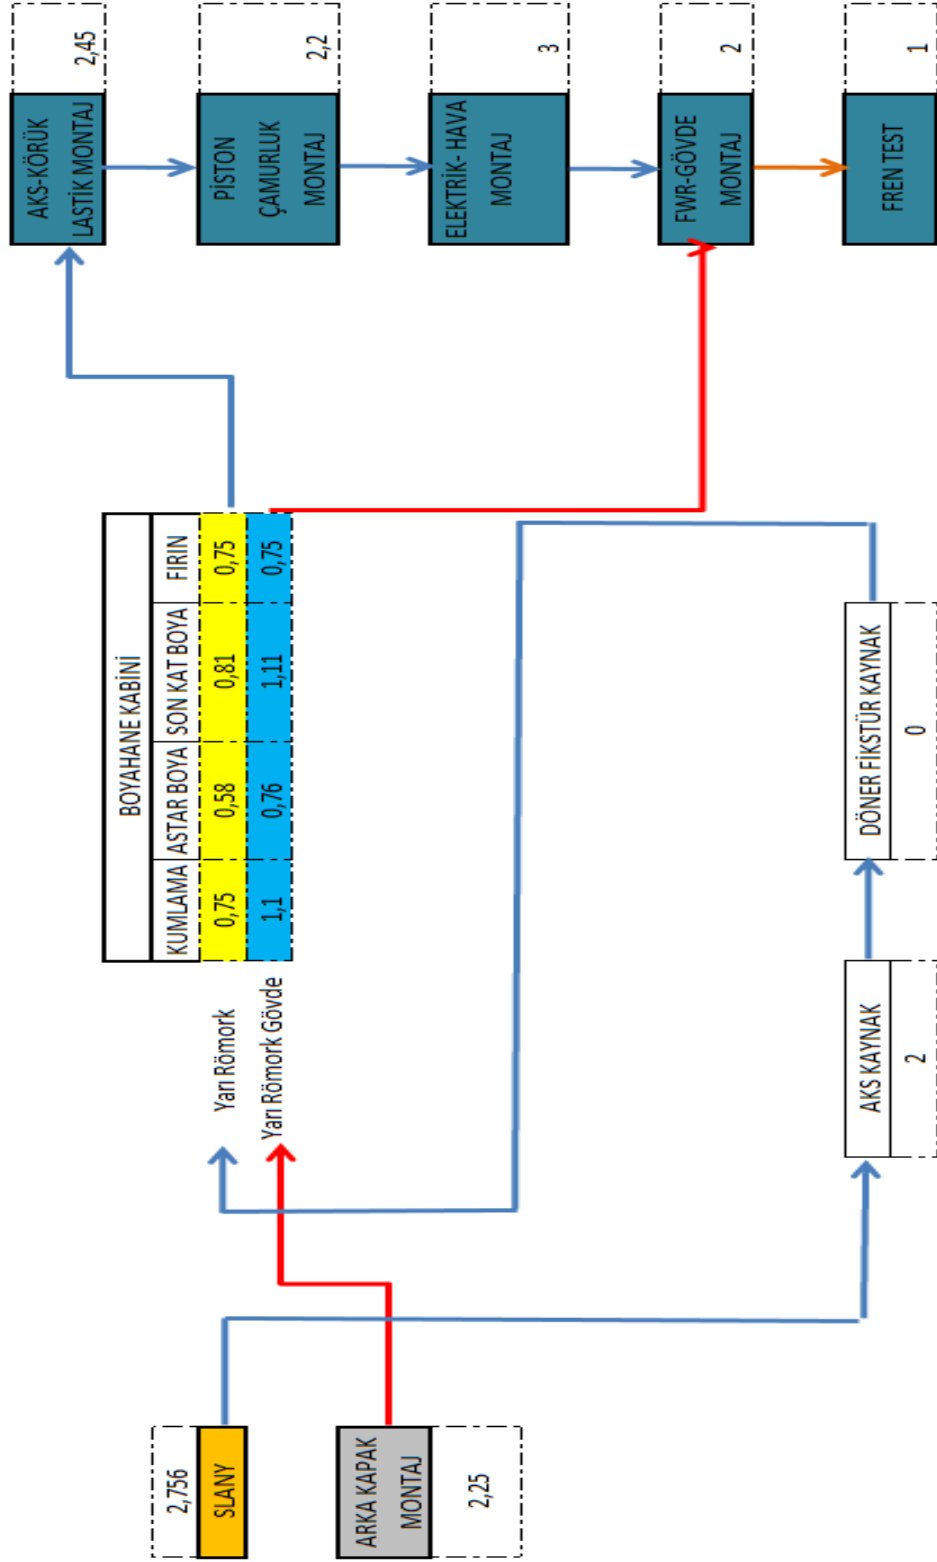 2,756
SLANY
ARKA KAPAK
MONTAJ
2,25
BOYAHANE KABİNİ
KUMLAMA ASTAR BOYA SON KAT BOYA FIRIN
Yarı Römork 0,75 0,58 0,81 0,75
Yarı Römork Gövde 1,1 0,76 1,11 0,75
AKS KAYNAK
2
DÖNER FİKSTÜR KAYNAK
0
2,45
AKS-KÖRÜK
LASTİK MONTAJ
2,2
PİSTON
ÇAMURLUK
MONTAJ
3
ELEKTRİK- HAVA
MONTAJ
2
FWR-GÖVDE
MONTAJ
1
FREN TEST